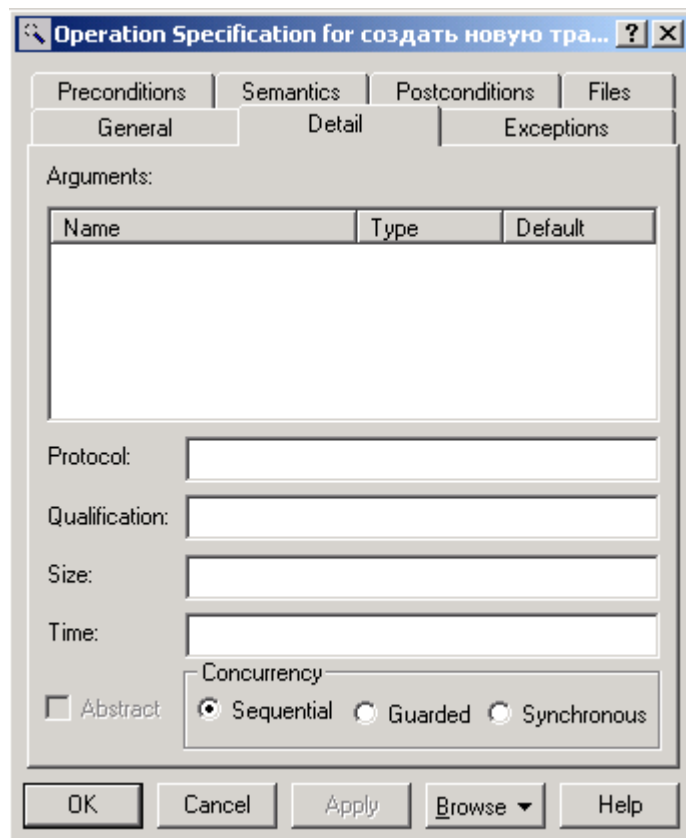 Operation Specification for создать новую тра...
Preconditions Semantics Postconditions Files
General Detail Exceptions
Arguments:
Name Type Default
Protocol:
Qualification:
Size:
Time:
Concurrency
Abstract Sequential Guarded Synchronous
OK Cancel Apply Browse Help